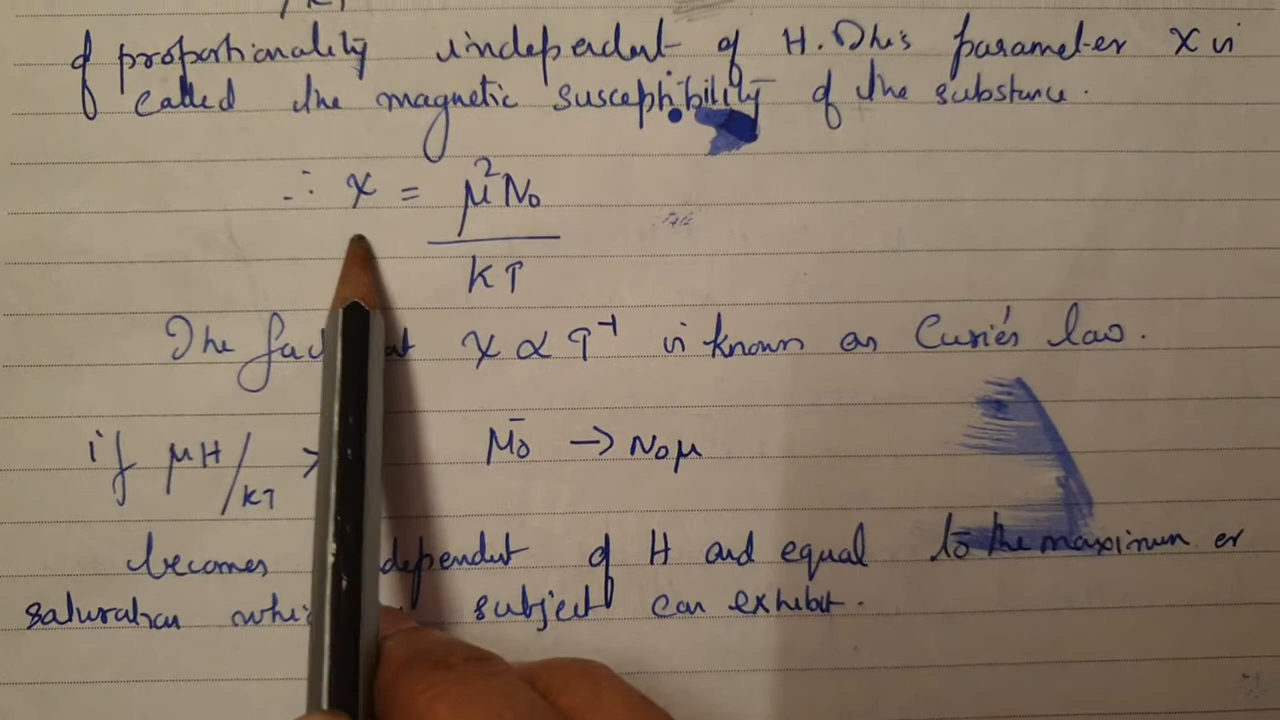 of proportionality independent of H. This parameter χ is
called the magnetic susceptibility of the substance.
∴ χ = μ²N₀
kT
The χ ∝ T⁻¹ is known as Curie's law.
if μH/kT > M̄₀ → N₀μ
becomes dependent of H and equal to the maximum or
saturation subject can exhibit.